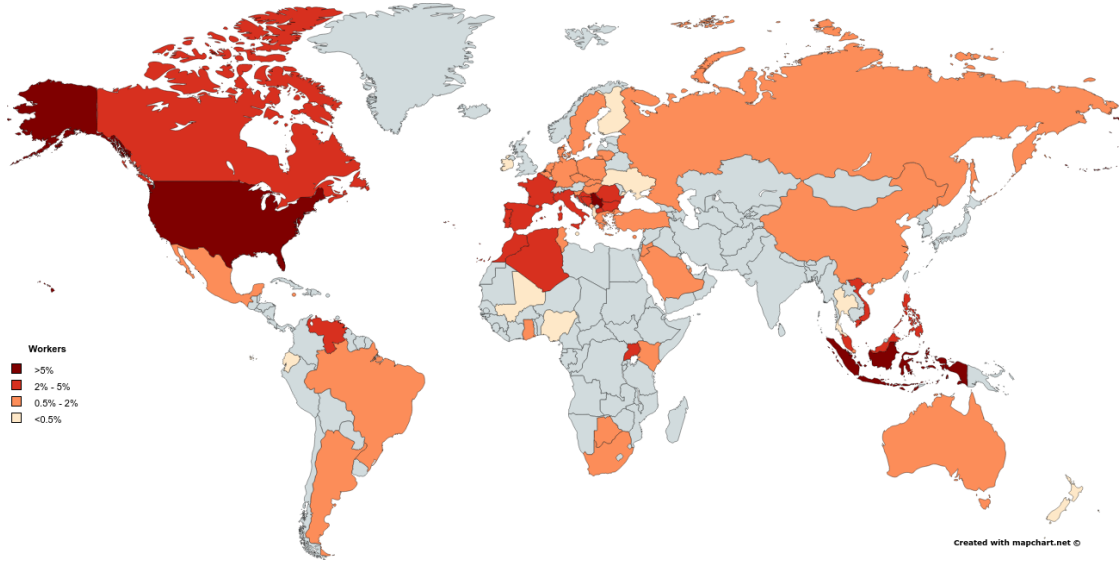 Workers
>5%
2% - 5%
0.5% - 2%
<0.5%
Created with mapchart.net ©